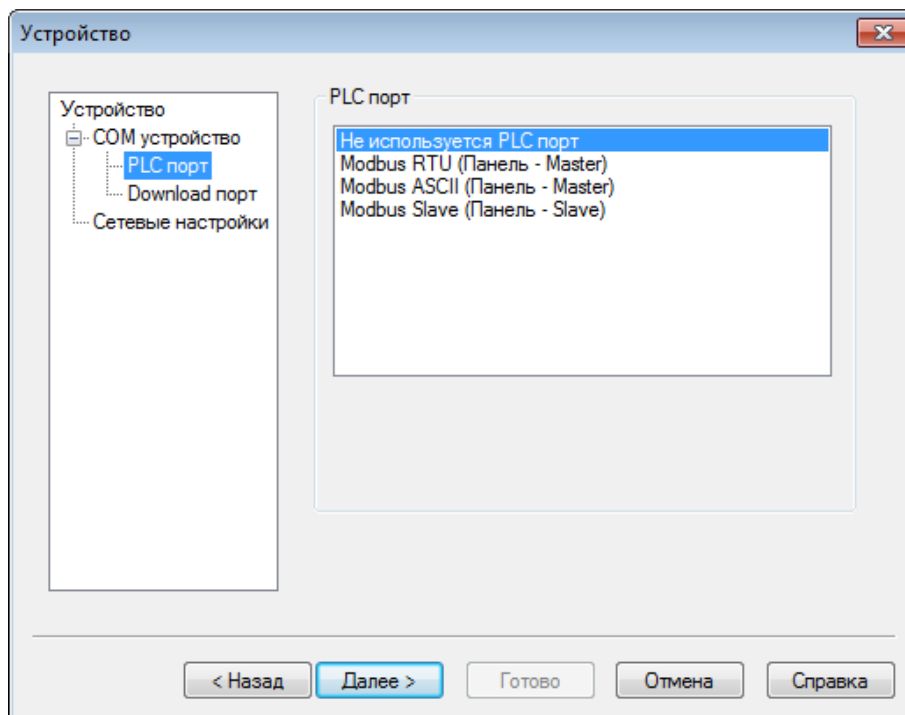 Устройство
Устройство
COM устройство
PLC порт
Download порт
Сетевые настройки
PLC порт
Не используется PLC порт
Modbus RTU (Панель - Master)
Modbus ASCII (Панель - Master)
Modbus Slave (Панель - Slave)
< Назад
Далее >
Готово
Отмена
Справка